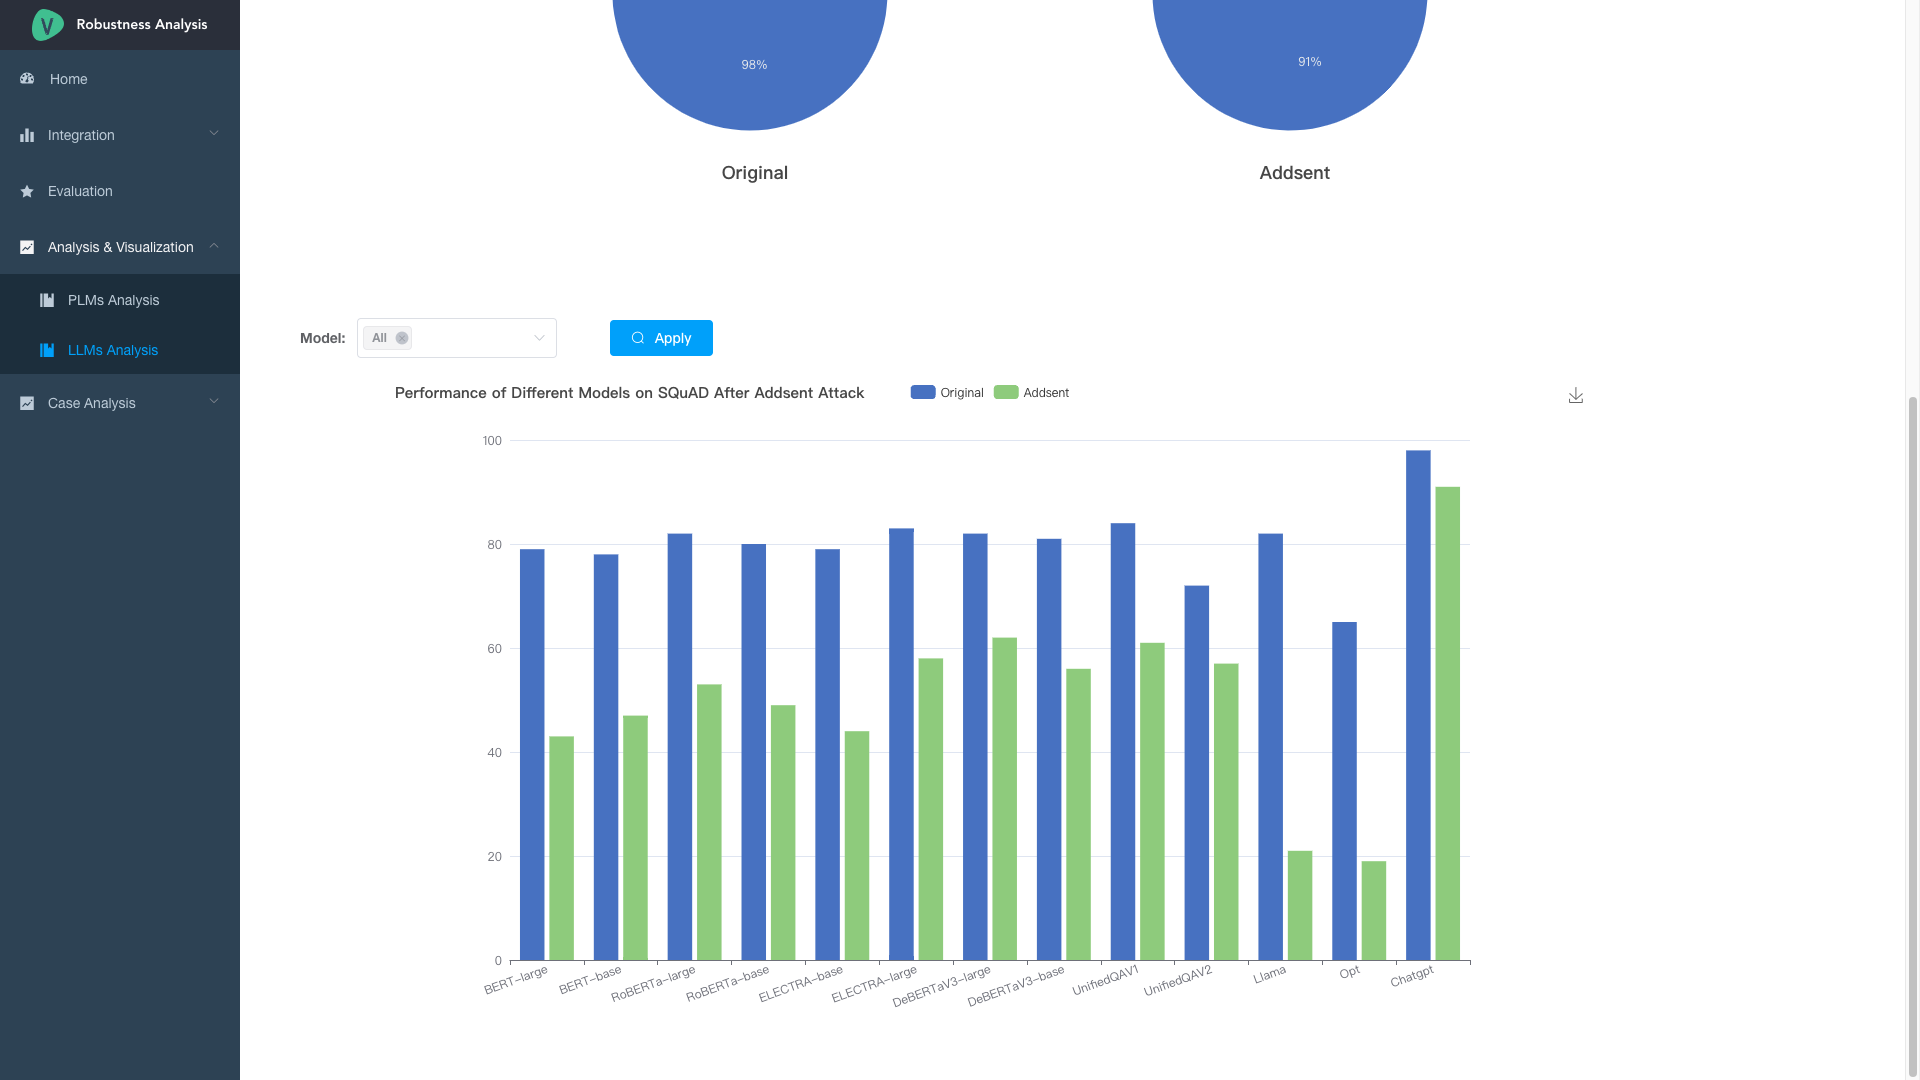 V Robustness Analysis
Home
Integration
Evaluation
Analysis & Visualization
PLMs Analysis
LLMs Analysis
Case Analysis
98%
91%
Original
Addsent
Model: All Apply
Performance of Different Models on SQuAD After Addsent Attack
Original Addsent
100
80
60
40
20
0
BERT-large BERT-base RoBERTa-large RoBERTa-base ELECTRA-base ELECTRA-large DeBERTaV3-large DeBERTaV3-base UnifiedQAV1 UnifiedQAV2 Llama Opt Chatgpt